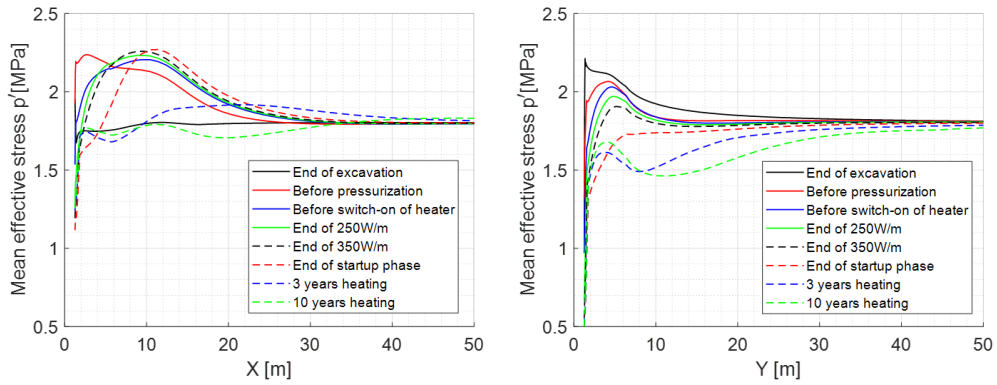 Mean effective stress p′[MPa]
2.5
2
1.5
1
0.5
End of excavation
Before pressurization
Before switch-on of heater
End of 250W/m
End of 350W/m
End of startup phase
3 years heating
10 years heating
0 10 20 30 40 50
X [m]
Mean effective stress p′ [MPa]
2.5
2
1.5
1
0.5
End of excavation
Before pressurization
Before switch-on of heater
End of 250W/m
End of 350W/m
End of startup phase
3 years heating
10 years heating
0 10 20 30 40 50
Y [m]